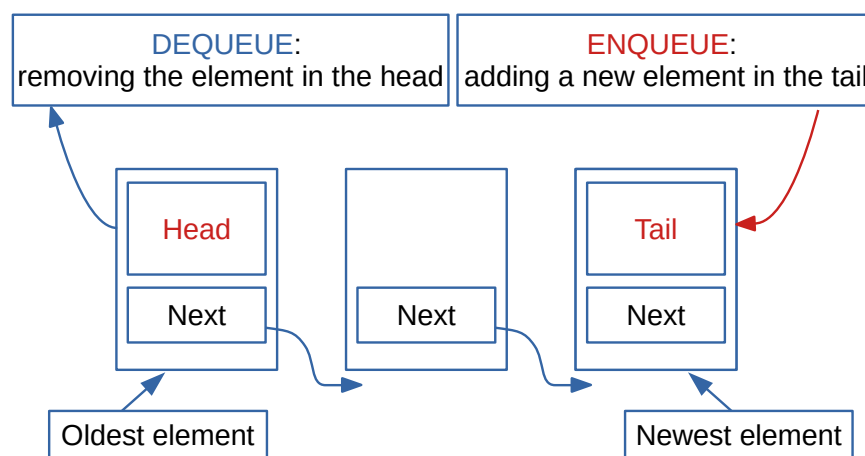 DEQUEUE:
removing the element in the head
ENQUEUE:
adding a new element in the tail
Head
Tail
Next
Next
Next
Oldest element
Newest element